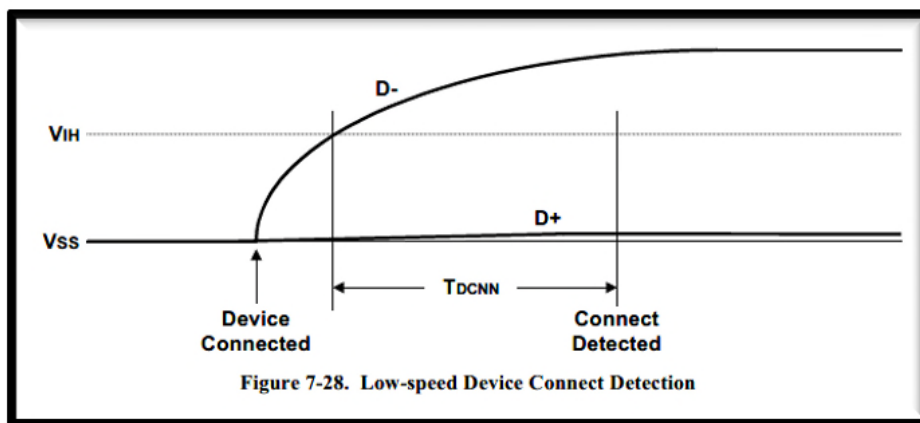 D-
VIH
D+
VSS
TDCNN
Device
Connected
Connect
Detected
Figure 7-28. Low-speed Device Connect Detection